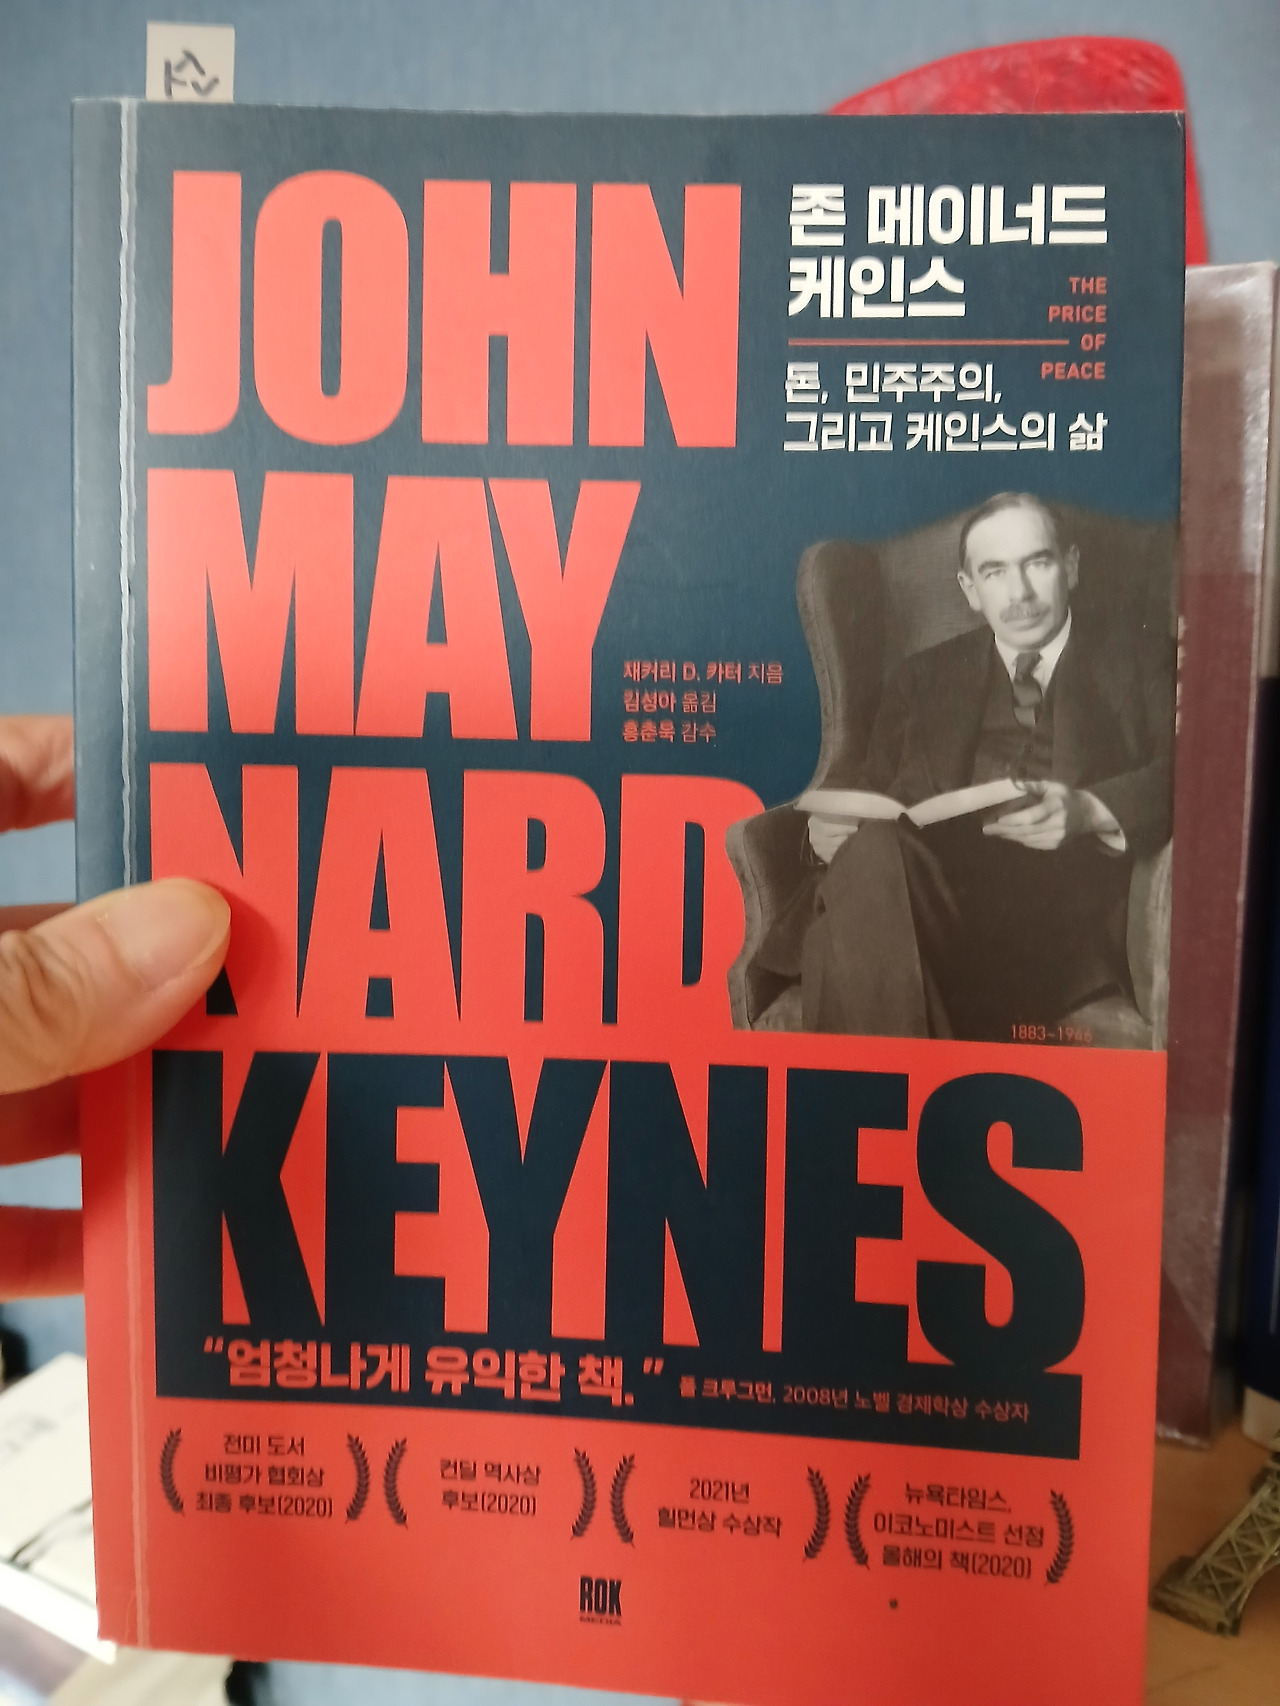 JOHN
MAY
NARD
KEYNES
존 메이너드
케인스
THE
PRICE
OF
PEACE
돈, 민주주의,
그리고 케인스의 삶
재커리 D. 카터 지음
김성아 옮김
홍춘욱 감수
1883-1946
“엄청나게 유익한 책.” 폴 크루그먼, 2008년 노벨 경제학상 수상자
전미 도서
비평가 협회상
최종 후보(2020)
컨딜 역사상
후보(2020)
2021년
힐먼상 수상작
뉴욕타임스,
이코노미스트 선정
올해의 책(2020)
ROK
MEDIA